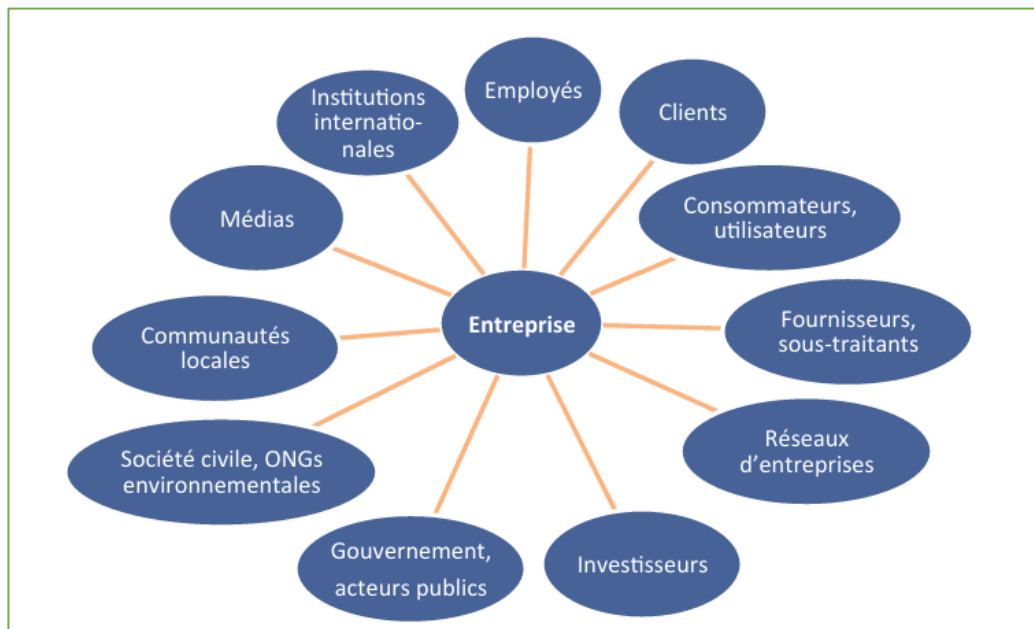 Employés
Clients
Consommateurs,
utilisateurs
Fournisseurs,
sous-traitants
Réseaux
d’entreprises
Investisseurs
Gouvernement,
acteurs publics
Société civile, ONGs
environnementales
Communautés
locales
Médias
Institutions
internatio-
nales
Entreprise